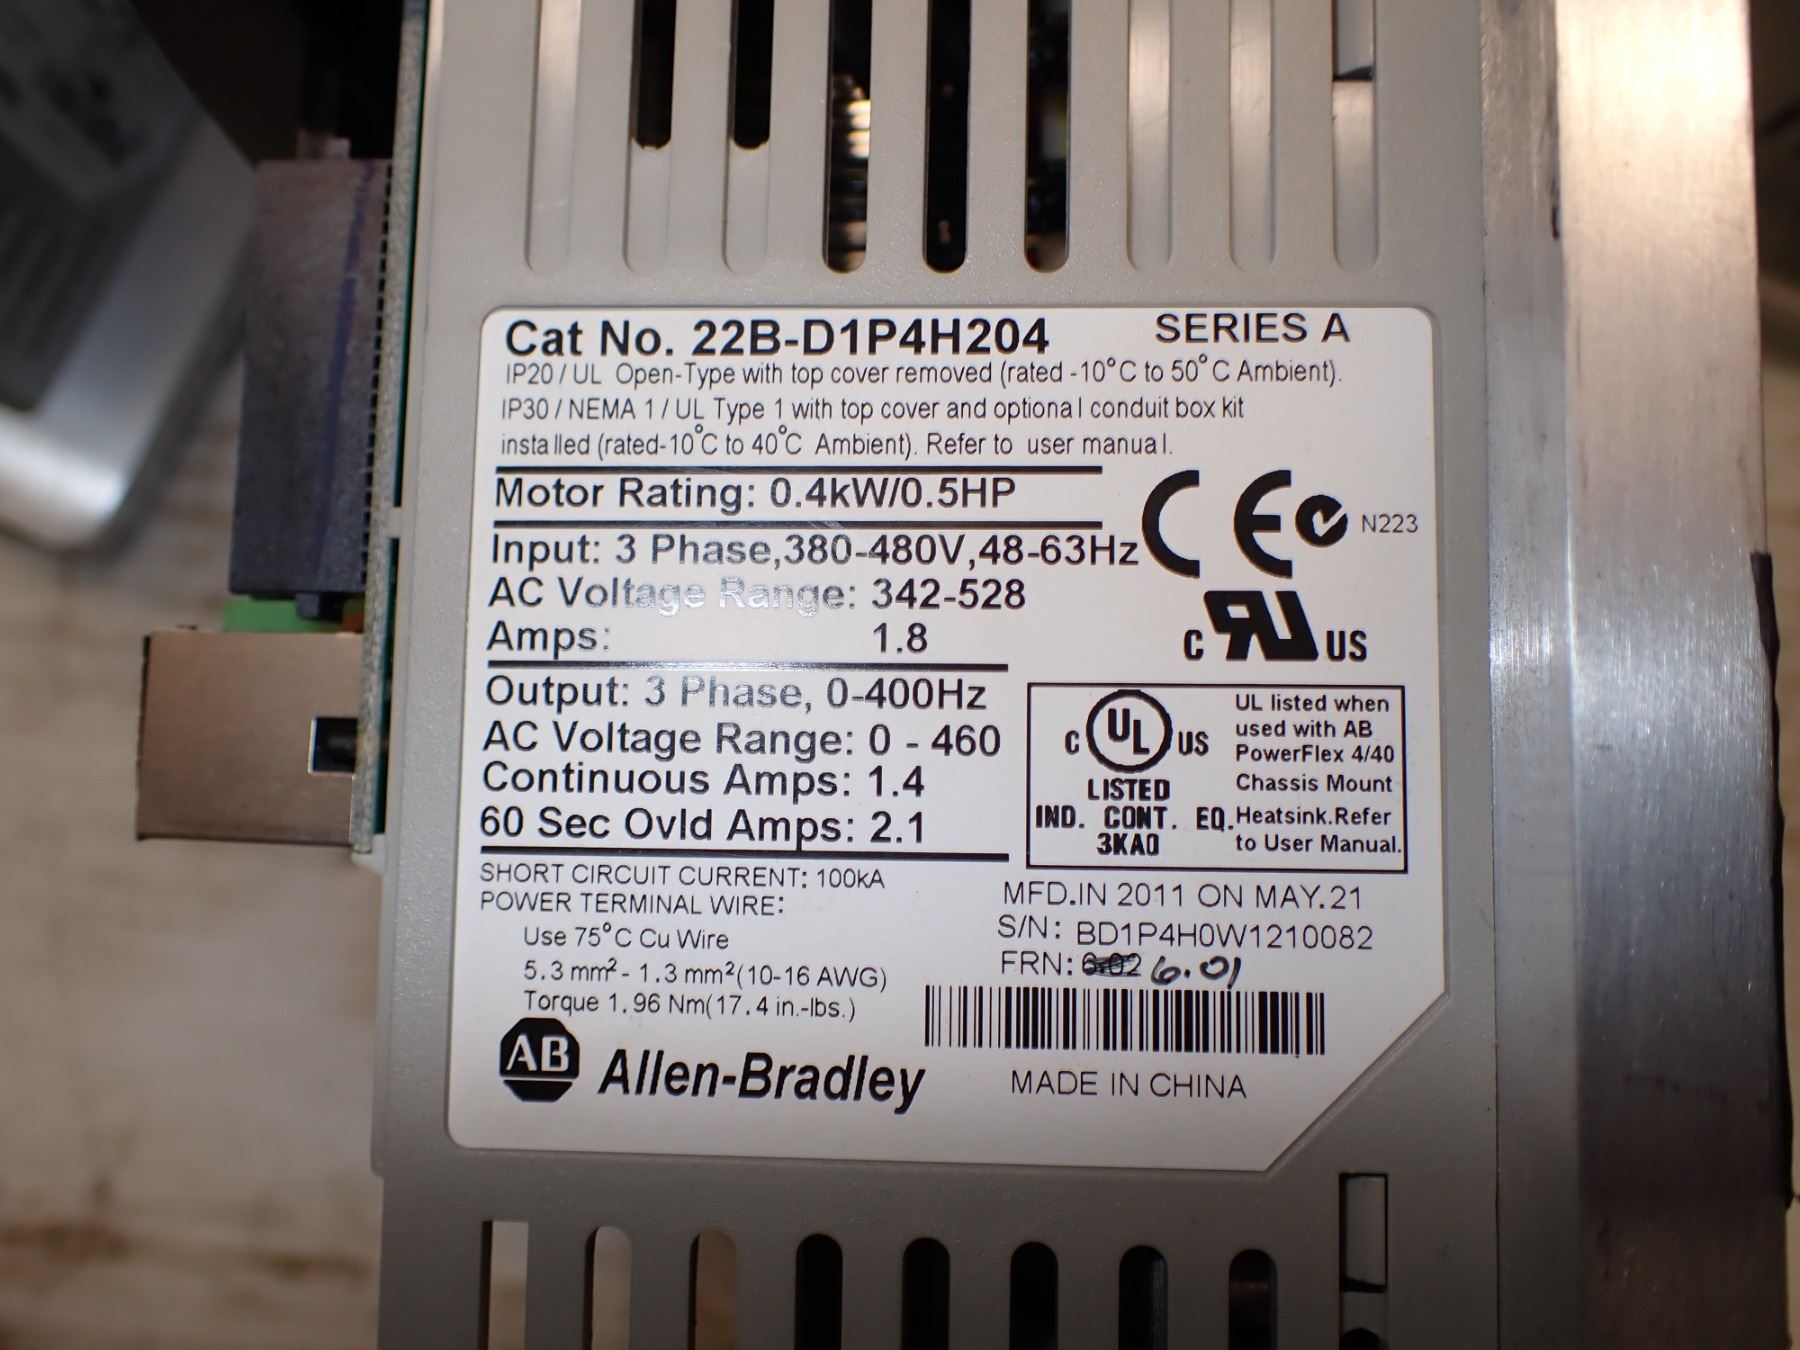 Cat No. 22B-D1P4H204 SERIES A
IP20 / UL Open-Type with top cover removed (rated -10°C to 50°C Ambient).
IP30 / NEMA 1 / UL Type 1 with top cover and optional conduit box kit
installed (rated-10°C to 40°C Ambient). Refer to user manual.
Motor Rating: 0.4kW/0.5HP
Input: 3 Phase,380-480V,48-63Hz
AC Voltage Range: 342-528
Amps: 1.8
CE N223
C RU US
Output: 3 Phase, 0-400Hz
AC Voltage Range: 0 - 460
Continuous Amps: 1.4
60 Sec Ovld Amps: 2.1
C UL US
LISTED
IND. CONT. EQ.
3KA0
UL listed when
used with AB
PowerFlex 4/40
Chassis Mount
Heatsink.Refer
to User Manual.
SHORT CIRCUIT CURRENT: 100kA
POWER TERMINAL WIRE:
Use 75°C Cu Wire
5.3 mm² - 1.3 mm²(10-16 AWG)
Torque 1.96 Nm(17.4 in.-lbs.)
MFD.IN 2011 ON MAY.21
S/N: BD1P4H0W1210082
FRN: 6.02 6.01
AB Allen-Bradley
MADE IN CHINA